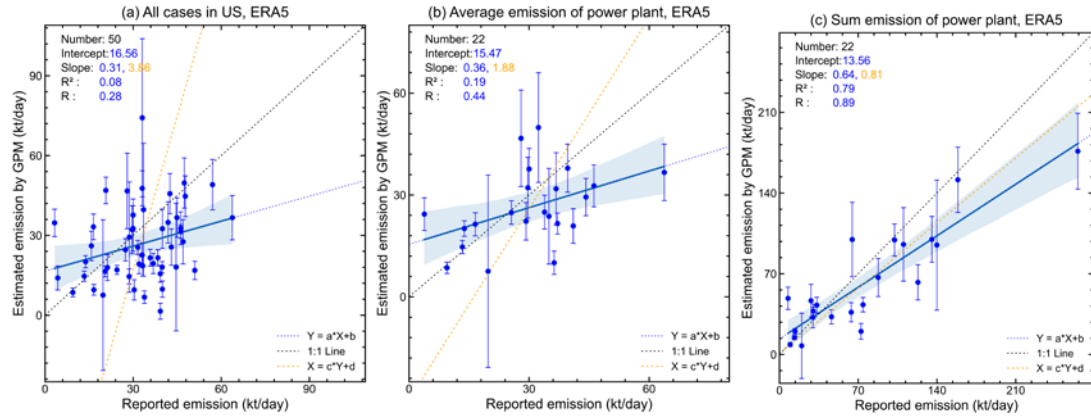 (a) All cases in US, ERA5
Number: 50
Intercept:16.56
Slope: 0.31, 3.86
R² : 0.08
R : 0.28
90
60
30
0
0 30 60 90
Estimated emission by GPM (kt/day)
Reported emission (kt/day)
Y = a*X+b
1:1 Line
X = c*Y+d
(b) Average emission of power plant, ERA5
Number: 22
Intercept:15.47
Slope: 0.36, 1.88
R² : 0.19
R : 0.44
60
30
0
0 30 60
Estimated emission by GPM (kt/day)
Reported emission (kt/day)
Y = a*X+b
1:1 Line
X = c*Y+d
(c) Sum emission of power plant, ERA5
Number: 22
Intercept:13.56
Slope: 0.64, 0.81
R² : 0.79
R : 0.89
210
140
70
0
0 70 140 210
Estimated emission by GPM (kt/day)
Reported emission (kt/day)
Y = a*X+b
1:1 Line
X = c*Y+d